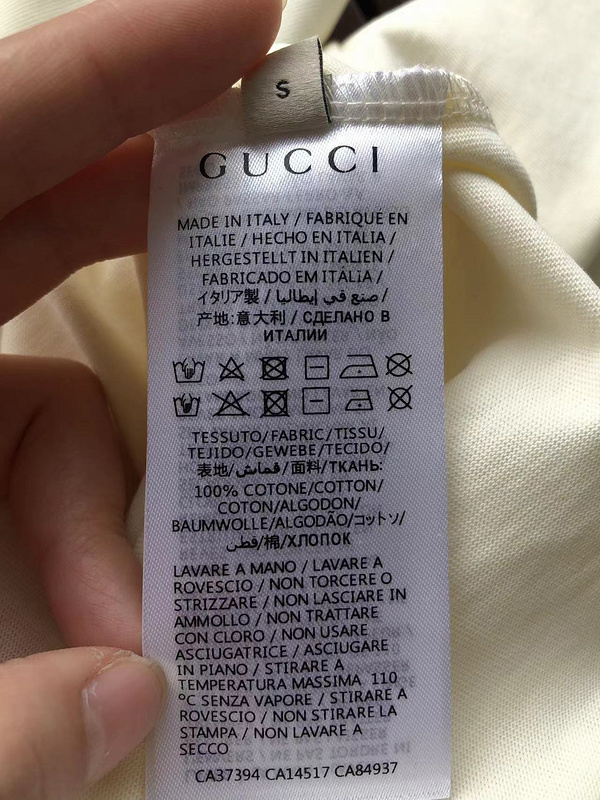 S
GUCCI
MADE IN ITALY / FABRIQUÉ EN
ITALIE / HECHO EN ITALIA /
HERGESTELLT IN ITALIEN /
FABRICADO EM ITÁLIA /
イタリア製 / صنع في إيطاليا /
产地:意大利 / СДЕЛАНО В
ИТАЛИИ
TESSUTO/FABRIC/TISSU/
TEJIDO/GEWEBE/TECIDO/
表地/قماش/面料/ТКАНЬ:
100% COTONE/COTTON/
COTON/ALGODON/
BAUMWOLLE/ALGODÃO/コットン/
قطن/棉/ХЛОПОК
LAVARE A MANO / LAVARE A
ROVESCIO / NON TORCERE O
STRIZZARE / NON LASCIARE IN
AMMOLLO / NON TRATTARE
CON CLORO / NON USARE
ASCIUGATRICE / ASCIUGARE
IN PIANO / STIRARE A
TEMPERATURA MASSIMA 110
°C SENZA VAPORE / STIRARE A
ROVESCIO / NON STIRARE LA
STAMPA / NON LAVARE A
SECCO
CA37394 CA14517 CA84937